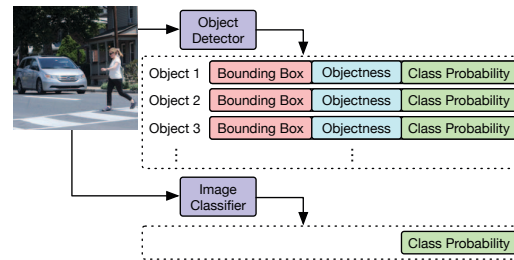 Object
Detector
Object 1 Bounding Box Objectness Class Probability
Object 2 Bounding Box Objectness Class Probability
Object 3 Bounding Box Objectness Class Probability
Image
Classifier
Class Probability